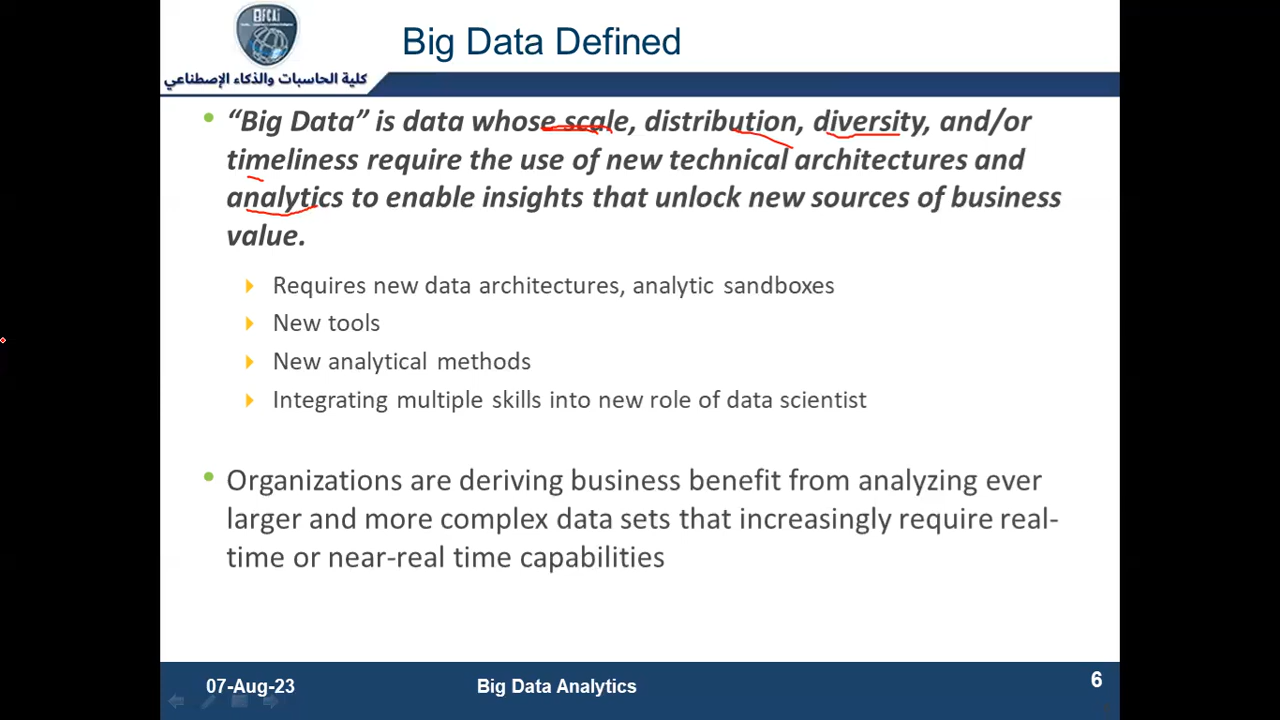 BFCAI
كلية الحاسبات والذكاء الإصطناعي
Big Data Defined
• “Big Data” is data whose scale, distribution, diversity, and/or
timeliness require the use of new technical architectures and
analytics to enable insights that unlock new sources of business
value.
Requires new data architectures, analytic sandboxes
New tools
New analytical methods
Integrating multiple skills into new role of data scientist
• Organizations are deriving business benefit from analyzing ever
larger and more complex data sets that increasingly require real-
time or near-real time capabilities
07-Aug-23
Big Data Analytics
6